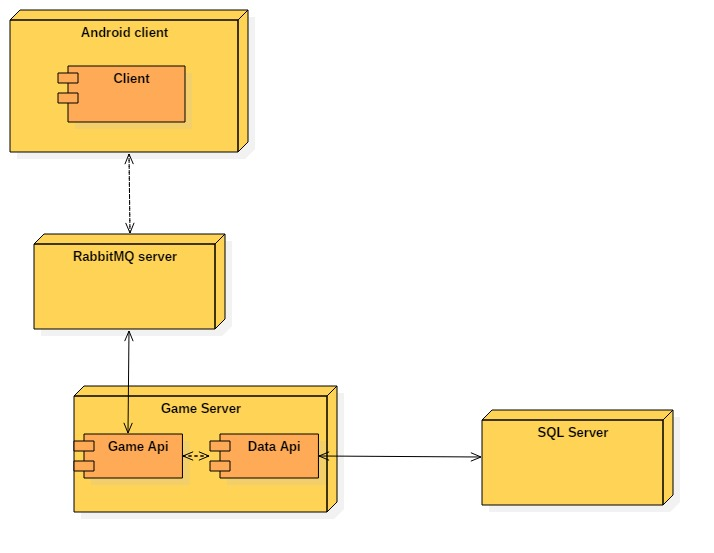 Android client
Client
RabbitMQ server
Game Server
Game Api
Data Api
SQL Server